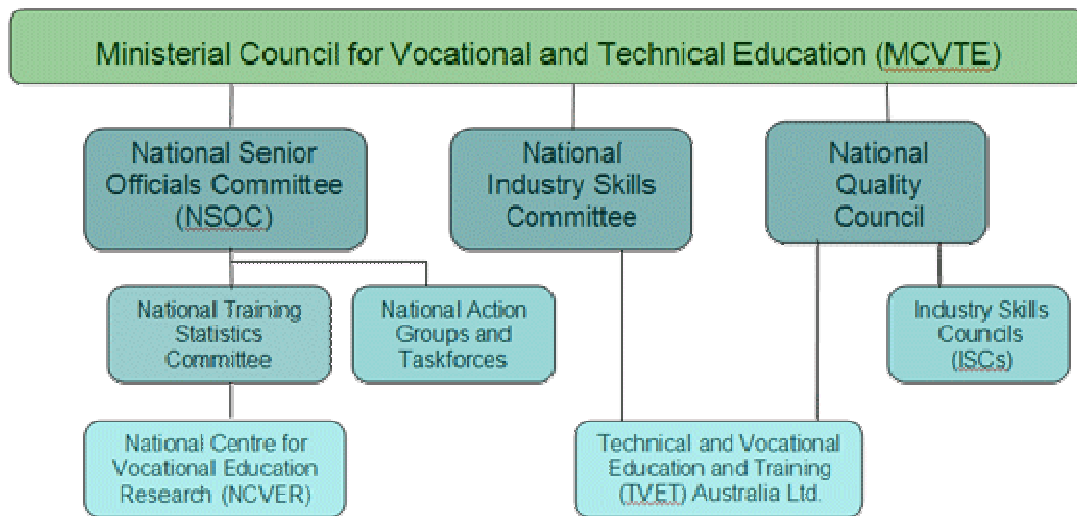 Ministerial Council for Vocational and Technical Education (MCVTE)
National Senior
Officials Committee
(NSOC)
National
Industry Skills
Committee
National
Quality
Council
National Training
Statistics
Committee
National Action
Groups and
Taskforces
Industry Skills
Councils
(ISCs)
National Centre for
Vocational Education
Research (NCVER)
Technical and Vocational
Education and Training
(TVET) Australia Ltd.